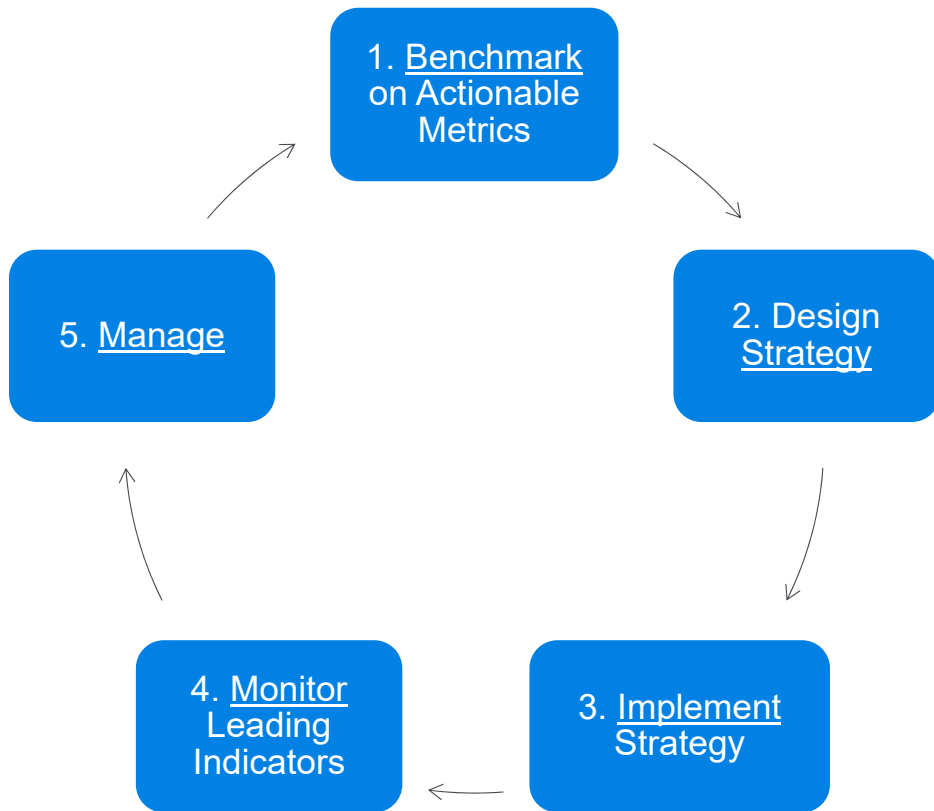 1. Benchmark
on Actionable
Metrics
2. Design
Strategy
3. Implement
Strategy
4. Monitor
Leading
Indicators
5. Manage